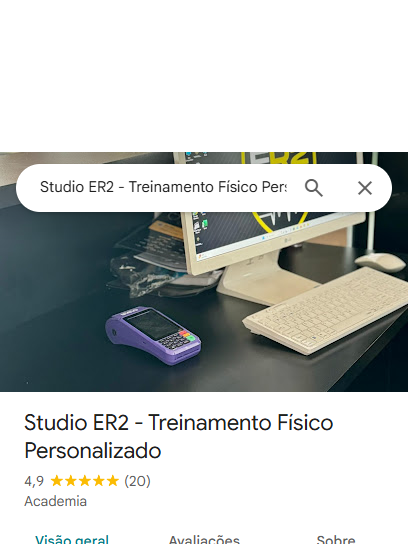 ER2
Studio ER2 - Treinamento Físico Pers
Studio ER2 - Treinamento Físico
Personalizado
4,9 (20)
Academia
Visão geral
Avaliações
Sobre